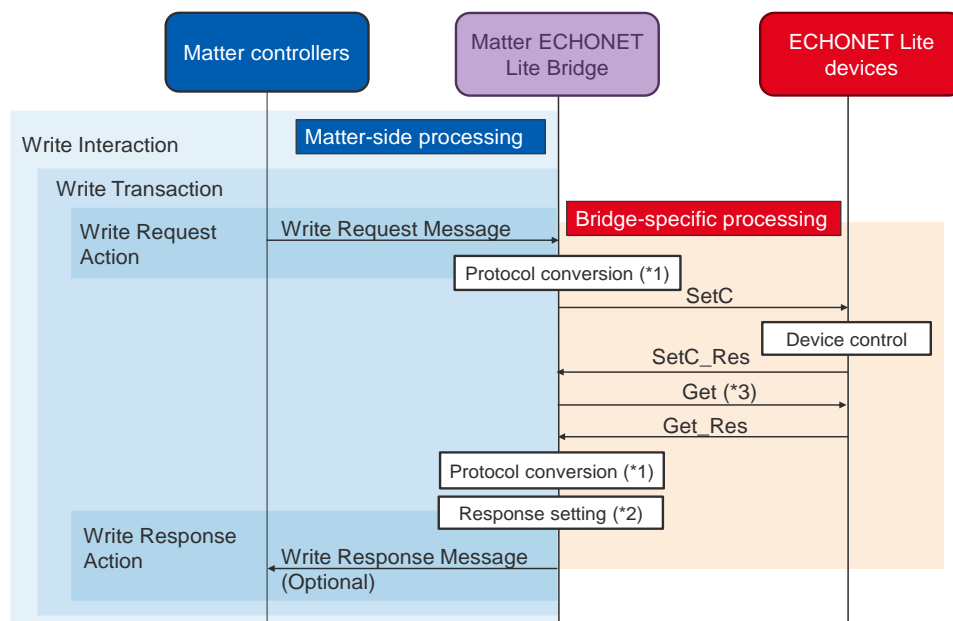 Matter controllers
Matter ECHONET
Lite Bridge
ECHONET Lite
devices
Write Interaction
Matter-side processing
Write Transaction
Write Request
Action
Write Request Message
Bridge-specific processing
Protocol conversion (*1)
SetC
Device control
SetC_Res
Get (*3)
Get_Res
Protocol conversion (*1)
Response setting (*2)
Write Response
Action
Write Response Message
(Optional)